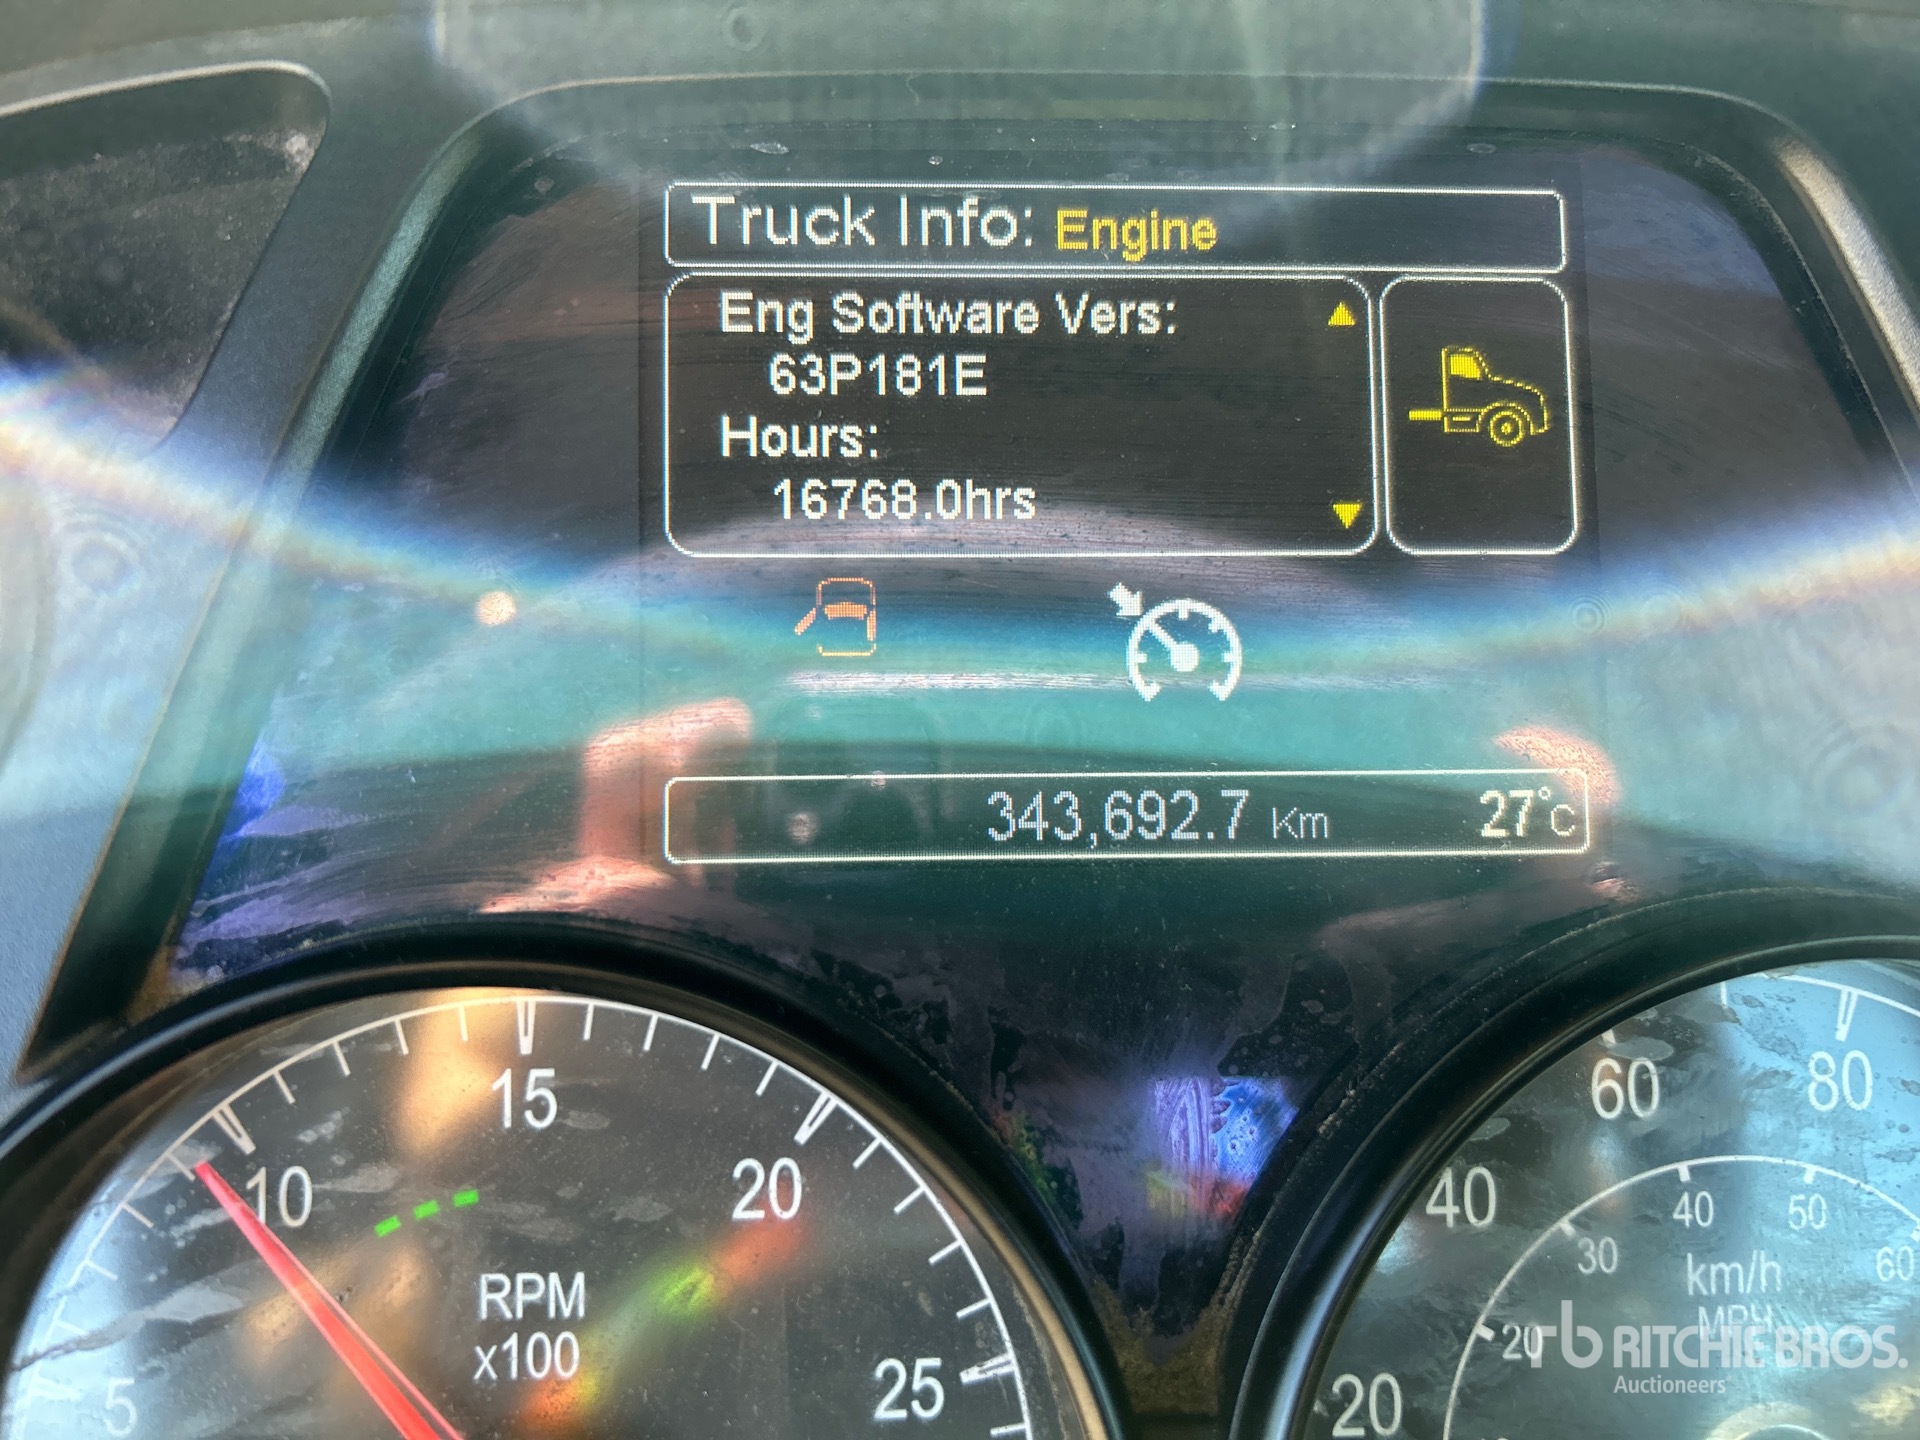 Truck Info: Engine
Eng Software Vers:
63P181E
Hours:
16768.0hrs
343,692.7 Km 27°C
5
10
15
20
25
RPM
x100
20
40
60
80
20
30
40
50
60
km/h
MPH
rb RITCHIE BROS.
Auctioneers